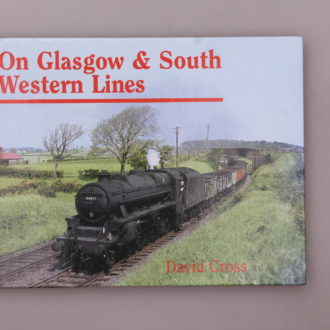 On Glasgow & South
Western Lines
David Cross